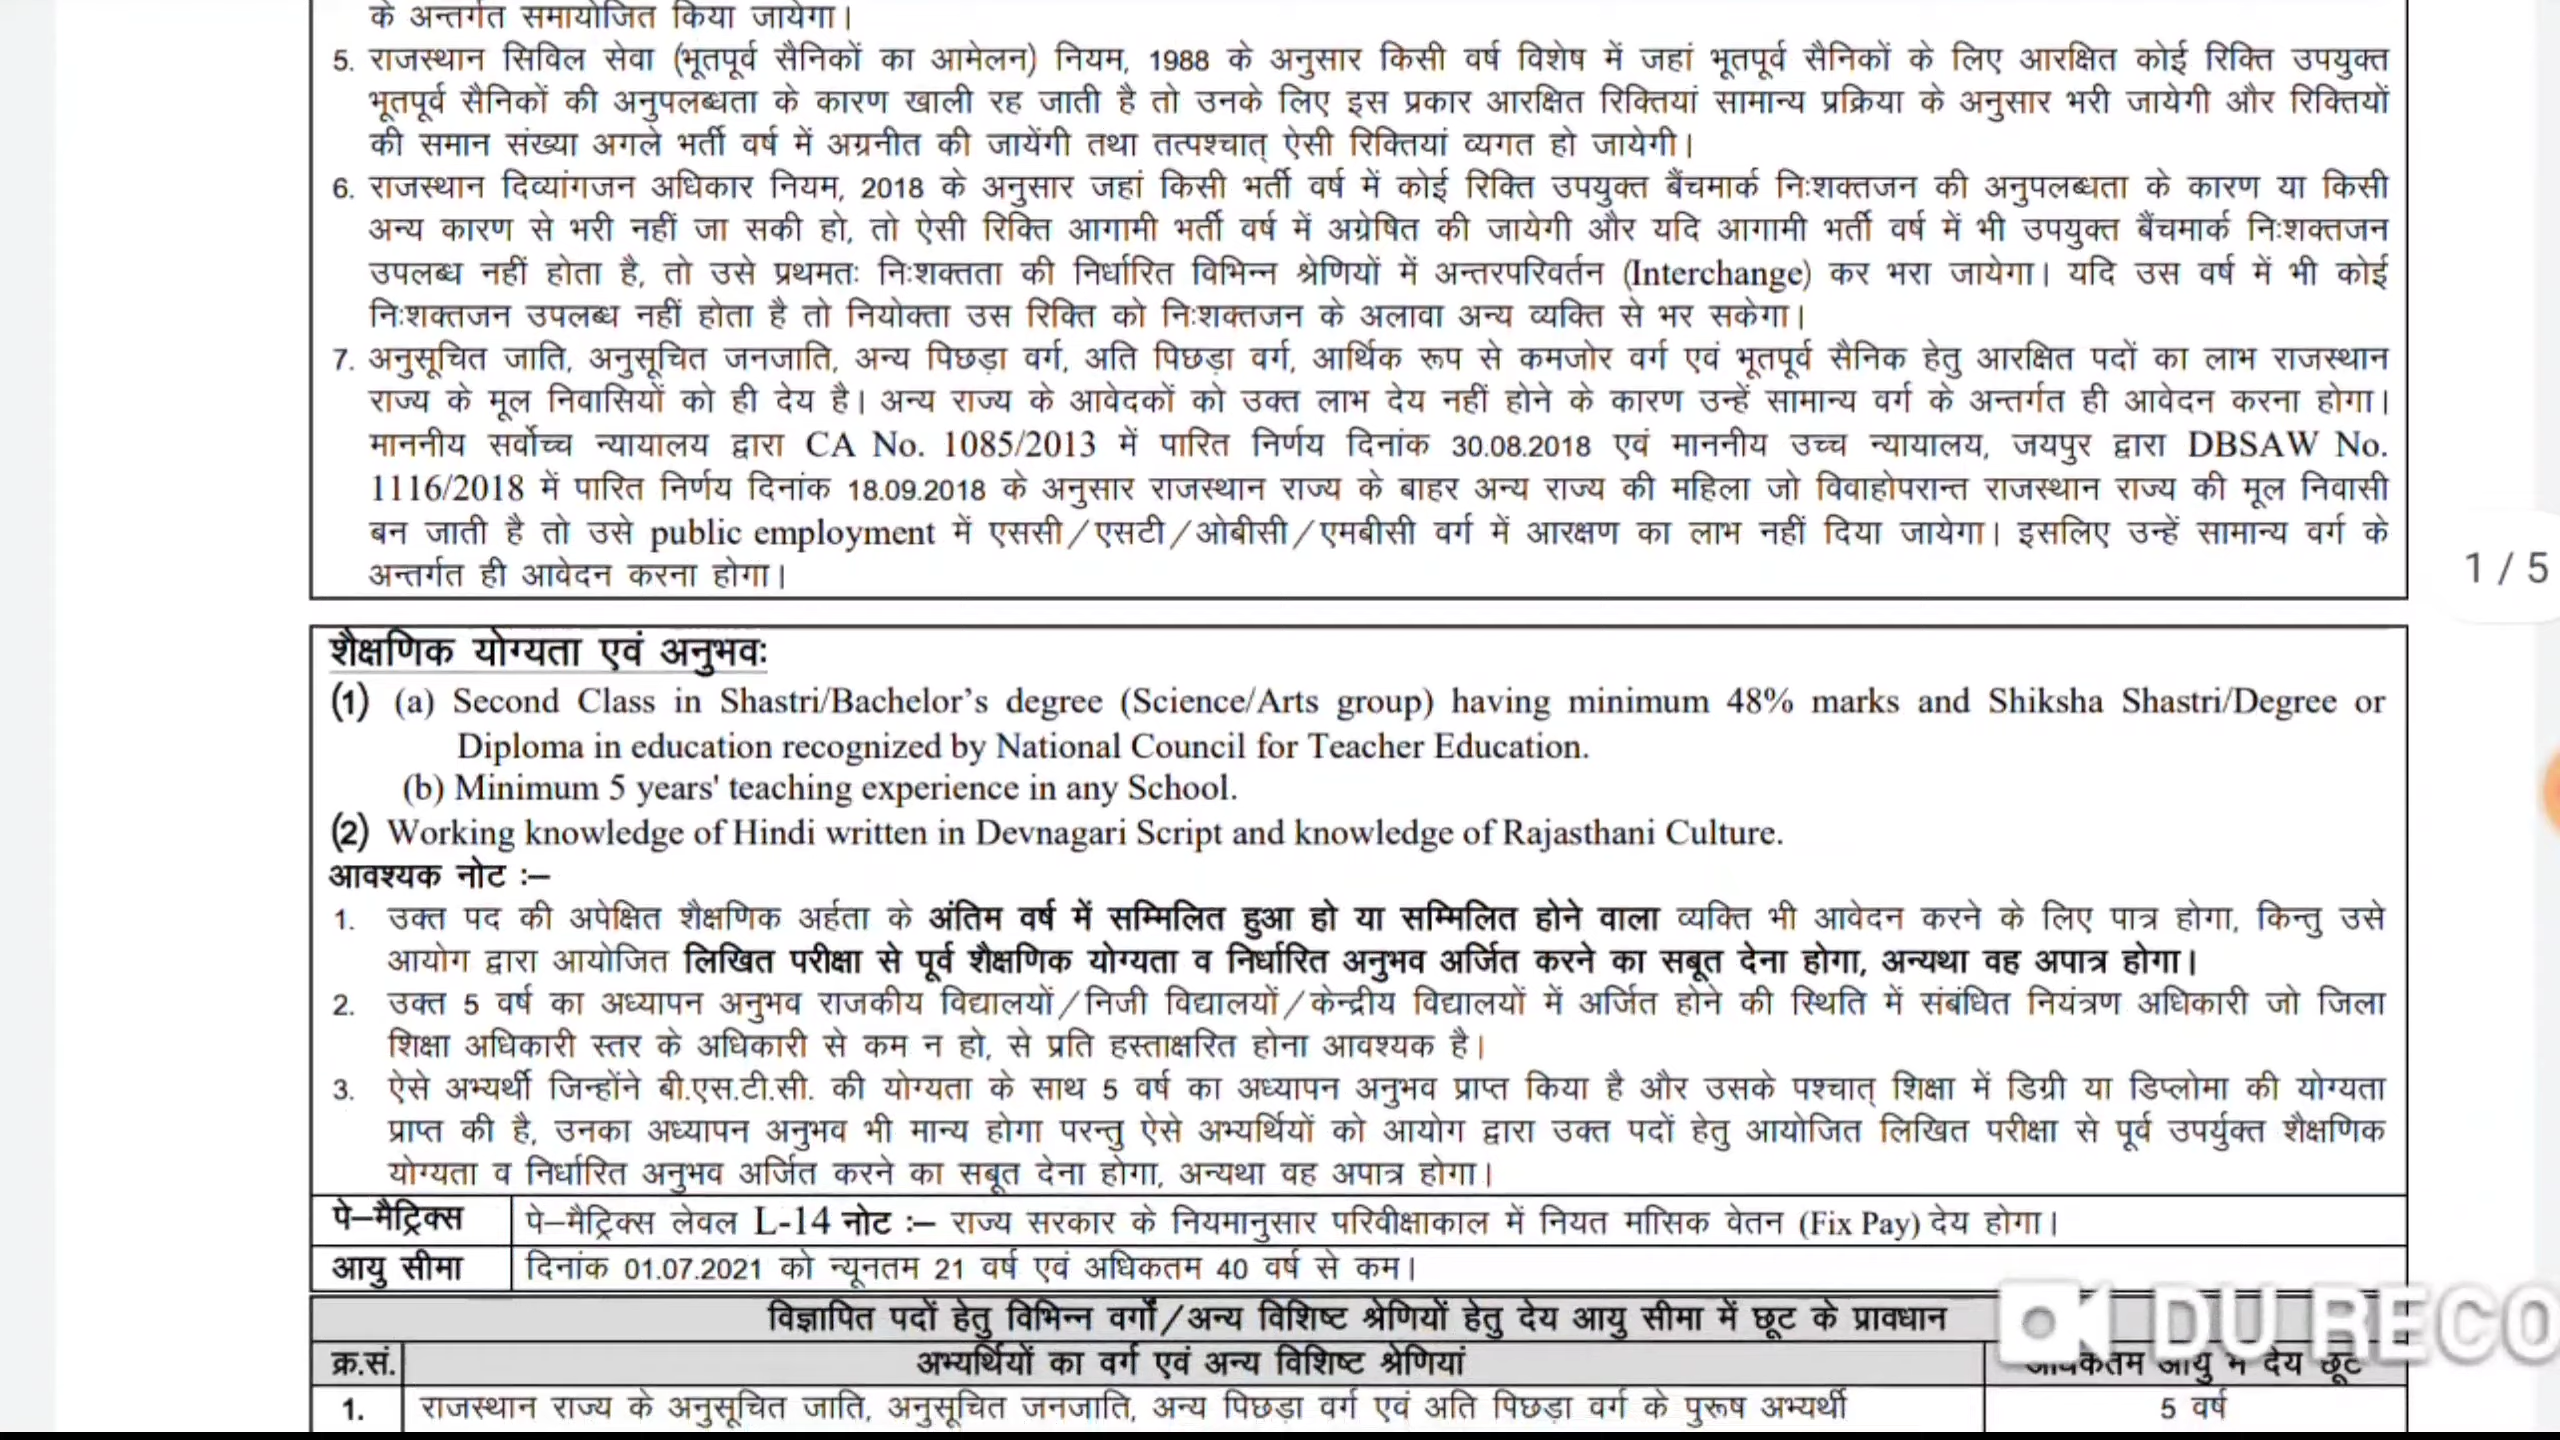 के अन्तर्गत समायोजित किया जायेगा।
5. राजस्थान सिविल सेवा (भूतपूर्व सैनिकों का आमेलन) नियम, 1988 के अनुसार किसी वर्ष विशेष में जहां भूतपूर्व सैनिकों के लिए आरक्षित कोई रिक्ति उपयुक्त
भूतपूर्व सैनिकों की अनुपलब्धता के कारण खाली रह जाती है तो उनके लिए इस प्रकार आरक्षित रिक्तियां सामान्य प्रक्रिया के अनुसार भरी जायेगी और रिक्तियों
की समान संख्या अगले भर्ती वर्ष में अग्रनीत की जायेंगी तथा तत्पश्चात् ऐसी रिक्तियां व्यगत हो जायेगी।
6. राजस्थान दिव्यांगजन अधिकार नियम, 2018 के अनुसार जहां किसी भर्ती वर्ष में कोई रिक्ति उपयुक्त बैंचमार्क निःशक्तजन की अनुपलब्धता के कारण या किसी
अन्य कारण से भरी नहीं जा सकी हो, तो ऐसी रिक्ति आगामी भर्ती वर्ष में अग्रेषित की जायेगी और यदि आगामी भर्ती वर्ष में भी उपयुक्त बैंचमार्क निःशक्तजन
उपलब्ध नहीं होता है, तो उसे प्रथमतः निःशक्तता की निर्धारित विभिन्न श्रेणियों में अन्तरपरिवर्तन (Interchange) कर भरा जायेगा। यदि उस वर्ष में भी कोई
निःशक्तजन उपलब्ध नहीं होता है तो नियोक्ता उस रिक्ति को निःशक्तजन के अलावा अन्य व्यक्ति से भर सकेगा।
7. अनुसूचित जाति, अनुसूचित जनजाति, अन्य पिछड़ा वर्ग, अति पिछड़ा वर्ग, आर्थिक रूप से कमजोर वर्ग एवं भूतपूर्व सैनिक हेतु आरक्षित पदों का लाभ राजस्थान
राज्य के मूल निवासियों को ही देय है। अन्य राज्य के आवेदकों को उक्त लाभ देय नहीं होने के कारण उन्हें सामान्य वर्ग के अन्तर्गत ही आवेदन करना होगा।
माननीय सर्वोच्च न्यायालय द्वारा CA No. 1085/2013 में पारित निर्णय दिनांक 30.08.2018 एवं माननीय उच्च न्यायालय, जयपुर द्वारा DBSAW No.
1116/2018 में पारित निर्णय दिनांक 18.09.2018 के अनुसार राजस्थान राज्य के बाहर अन्य राज्य की महिला जो विवाहोपरान्त राजस्थान राज्य की मूल निवासी
बन जाती है तो उसे public employment में एससी/एसटी/ओबीसी/एमबीसी वर्ग में आरक्षण का लाभ नहीं दिया जायेगा। इसलिए उन्हें सामान्य वर्ग के
अन्तर्गत ही आवेदन करना होगा।
1 / 5
शैक्षणिक योग्यता एवं अनुभवः
(1) (a) Second Class in Shastri/Bachelor's degree (Science/Arts group) having minimum 48% marks and Shiksha Shastri/Degree or
Diploma in education recognized by National Council for Teacher Education.
(b) Minimum 5 years' teaching experience in any School.
(2) Working knowledge of Hindi written in Devnagari Script and knowledge of Rajasthani Culture.
आवश्यक नोट :–
1. उक्त पद की अपेक्षित शैक्षणिक अर्हता के अंतिम वर्ष में सम्मिलित हुआ हो या सम्मिलित होने वाला व्यक्ति भी आवेदन करने के लिए पात्र होगा, किन्तु उसे
आयोग द्वारा आयोजित लिखित परीक्षा से पूर्व शैक्षणिक योग्यता व निर्धारित अनुभव अर्जित करने का सबूत देना होगा, अन्यथा वह अपात्र होगा।
2. उक्त 5 वर्ष का अध्यापन अनुभव राजकीय विद्यालयों/निजी विद्यालयों/केन्द्रीय विद्यालयों में अर्जित होने की स्थिति में संबंधित नियंत्रण अधिकारी जो जिला
शिक्षा अधिकारी स्तर के अधिकारी से कम न हो, से प्रति हस्ताक्षरित होना आवश्यक है।
3. ऐसे अभ्यर्थी जिन्होंने बी.एस.टी.सी. की योग्यता के साथ 5 वर्ष का अध्यापन अनुभव प्राप्त किया है और उसके पश्चात् शिक्षा में डिग्री या डिप्लोमा की योग्यता
प्राप्त की है, उनका अध्यापन अनुभव भी मान्य होगा परन्तु ऐसे अभ्यर्थियों को आयोग द्वारा उक्त पदों हेतु आयोजित लिखित परीक्षा से पूर्व उपर्युक्त शैक्षणिक
योग्यता व निर्धारित अनुभव अर्जित करने का सबूत देना होगा, अन्यथा वह अपात्र होगा।
पे–मैट्रिक्स पे–मैट्रिक्स लेवल L-14 नोट :– राज्य सरकार के नियमानुसार परिवीक्षाकाल में नियत मासिक वेतन (Fix Pay) देय होगा।
आयु सीमा दिनांक 01.07.2021 को न्यूनतम 21 वर्ष एवं अधिकतम 40 वर्ष से कम।
विज्ञापित पदों हेतु विभिन्न वर्गों/अन्य विशिष्ट श्रेणियों हेतु देय आयु सीमा में छूट के प्रावधान
DU RECO
क्र.सं. अभ्यर्थियों का वर्ग एवं अन्य विशिष्ट श्रेणियां आयु में देय छूट
1. राजस्थान राज्य के अनुसूचित जाति, अनुसूचित जनजाति, अन्य पिछड़ा वर्ग एवं अति पिछड़ा वर्ग के पुरूष अभ्यर्थी 5 वर्ष